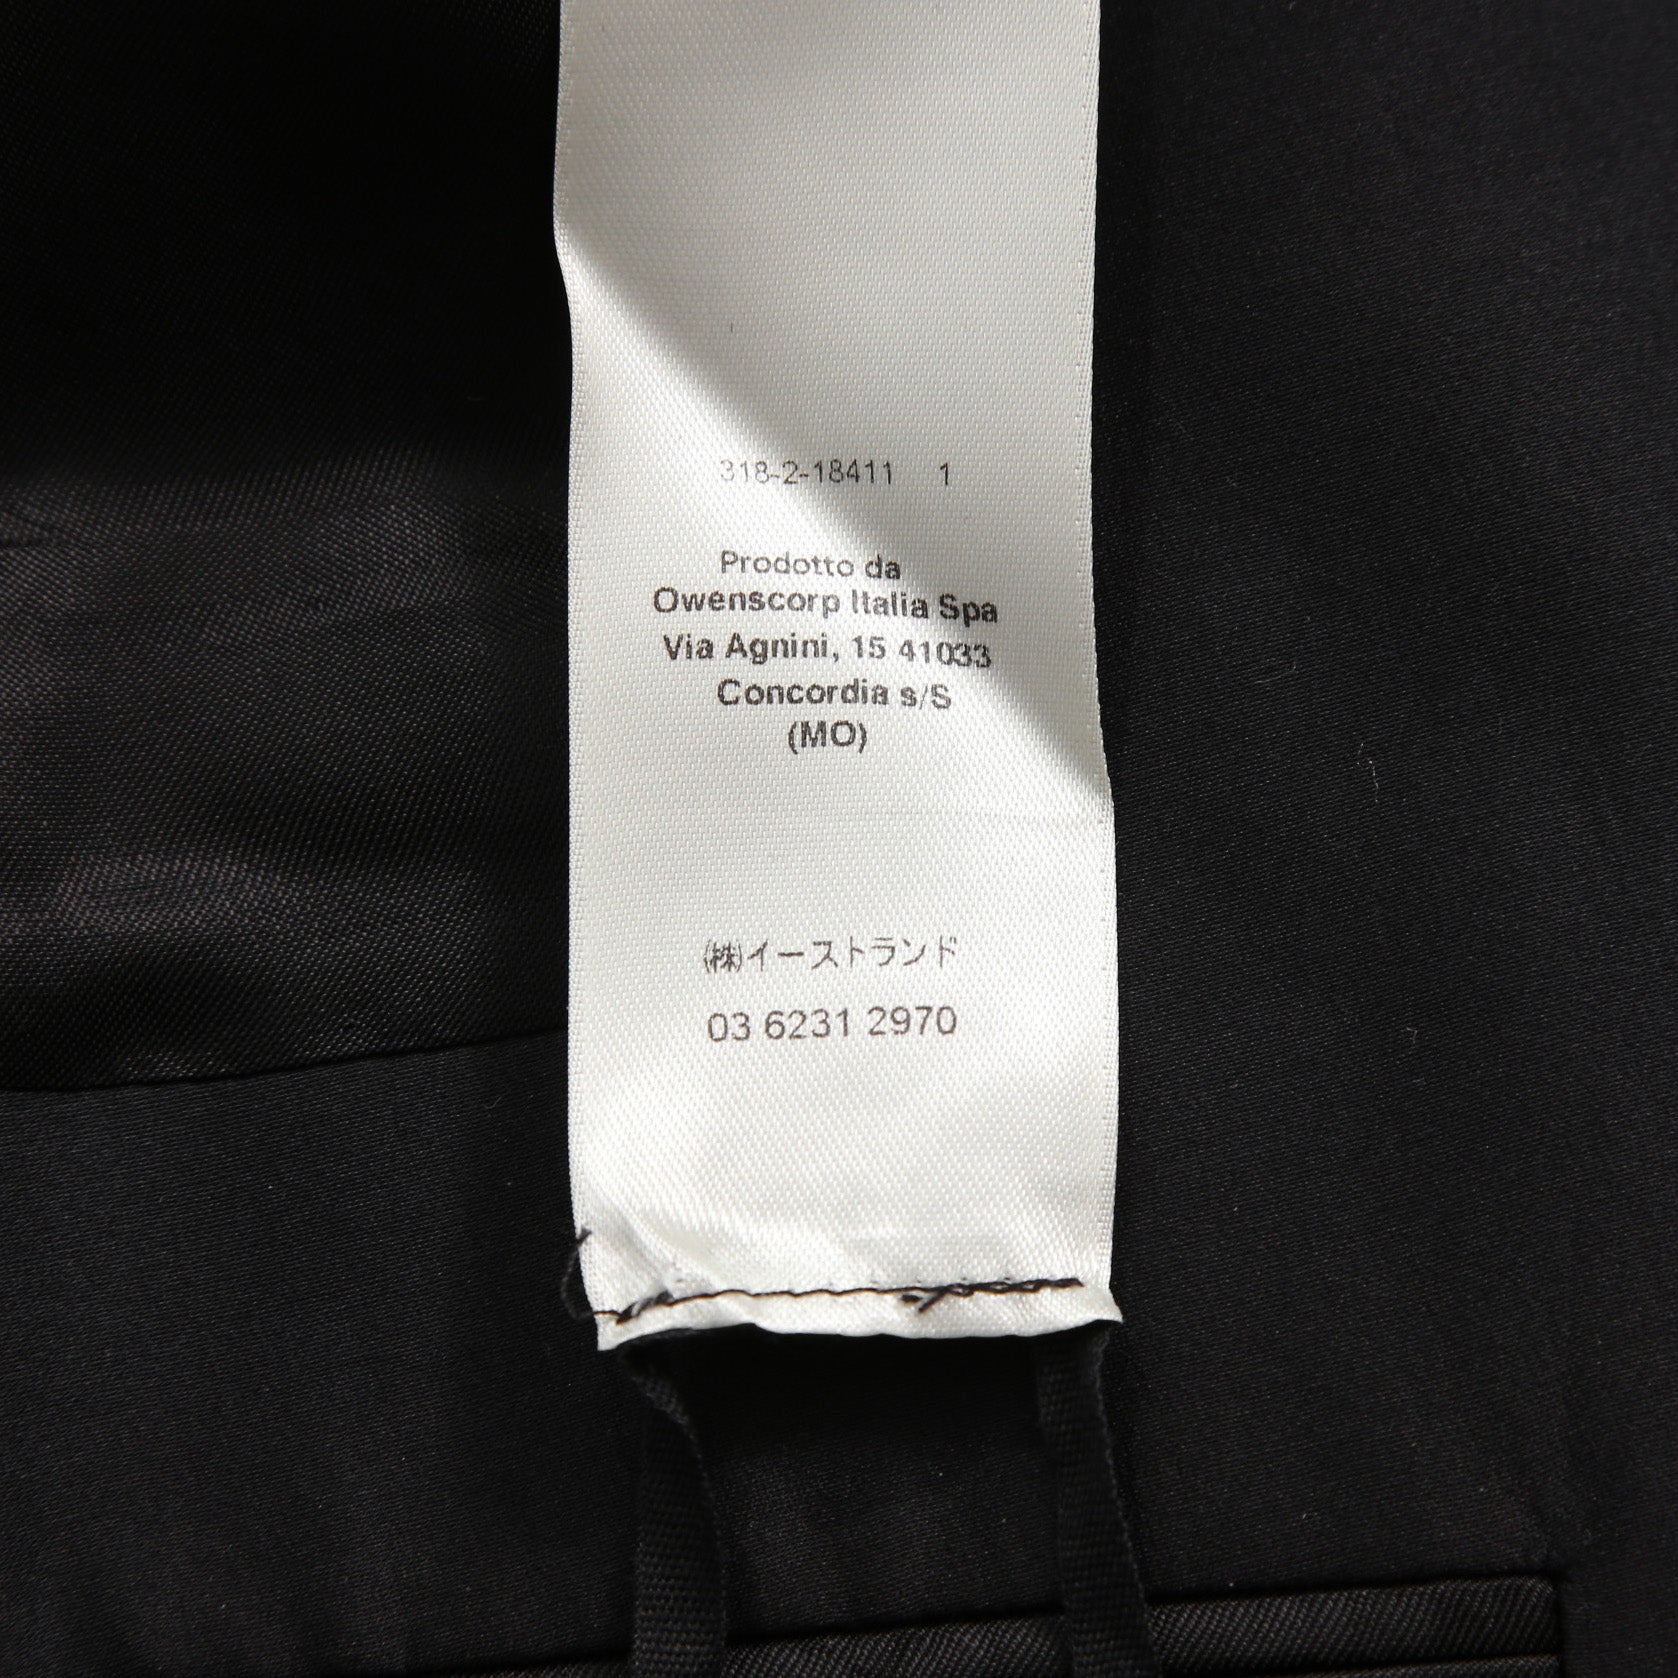 318-2-18411 1
Prodotto da
Owenscorp Italia Spa
Via Agnini, 15 41033
Concordia s/S
(MO)
㈱イーストランド
03 6231 2970